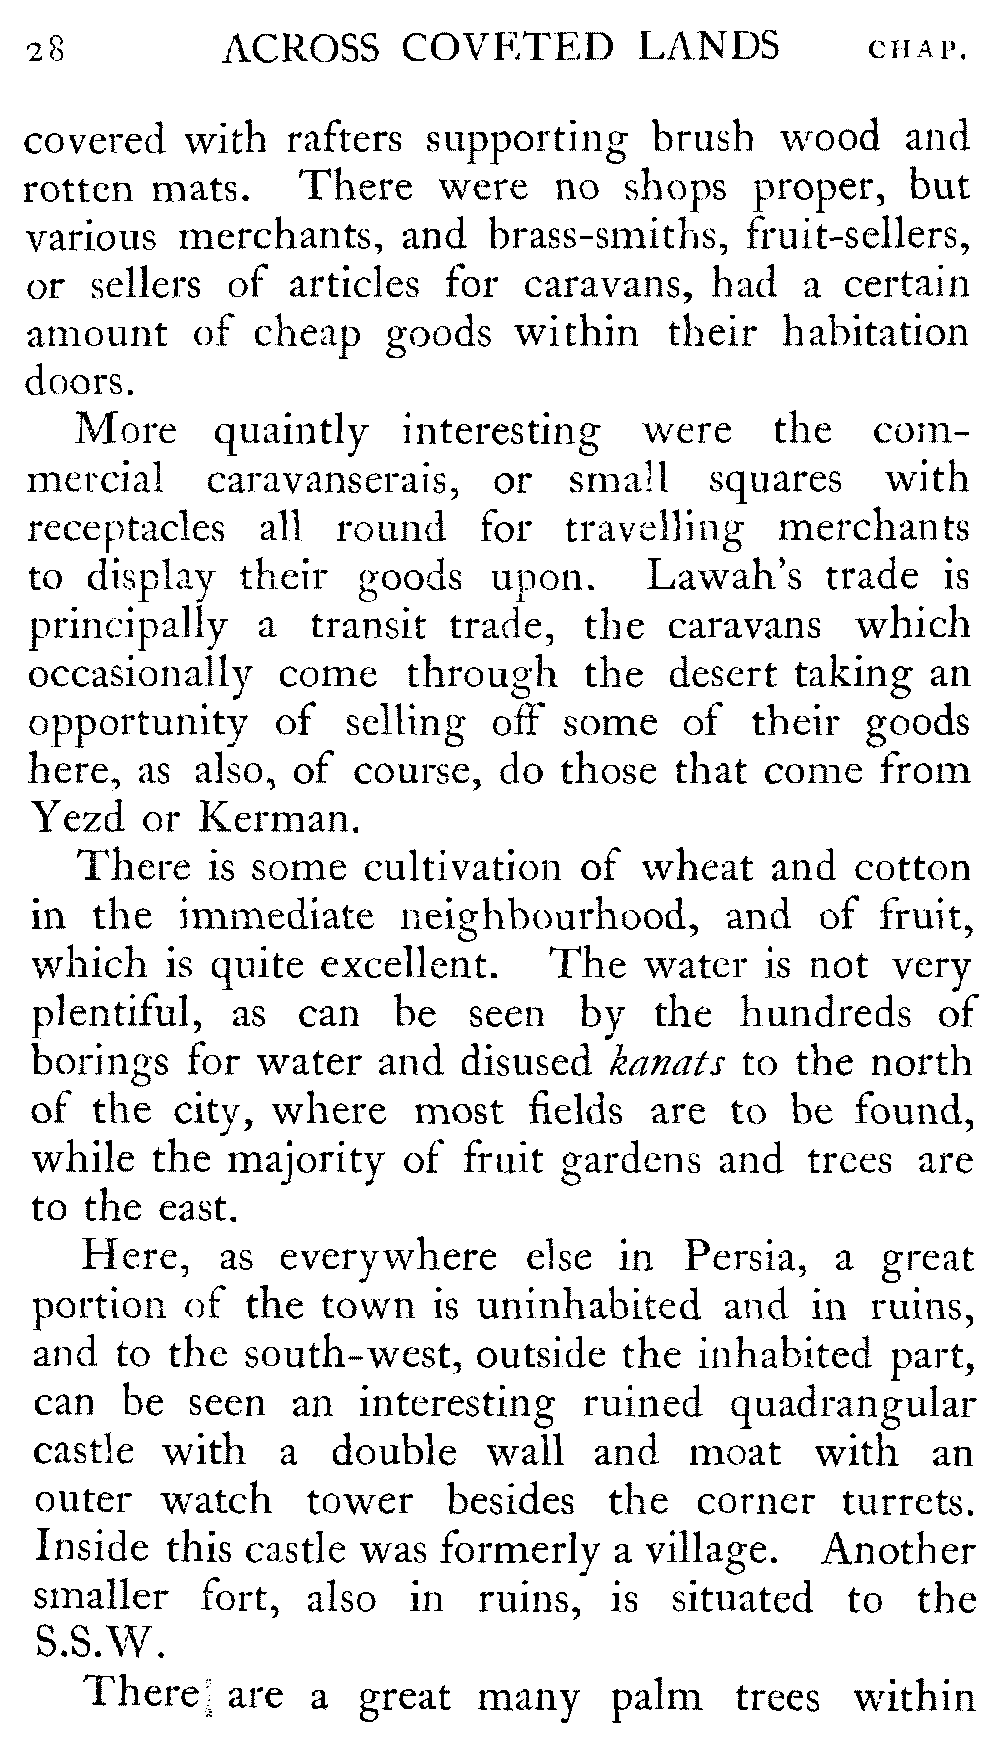 28 ACROSS COVETED LANDS CHAP.
covered with rafters supporting brush wood and
rotten mats. There were no shops proper, but
various merchants, and brass-smiths, fruit-sellers,
or sellers of articles for caravans, had a certain
amount of cheap goods within their habitation
doors.
More quaintly interesting were the com-
mercial caravanserais, or small squares with
receptacles all round for travelling merchants
to display their goods upon. Lawah's trade is
principally a transit trade, the caravans which
occasionally come through the desert taking an
opportunity of selling off some of their goods
here, as also, of course, do those that come from
Yezd or Kerman.
There is some cultivation of wheat and cotton
in the immediate neighbourhood, and of fruit,
which is quite excellent. The water is not very
plentiful, as can be seen by the hundreds of
borings for water and disused kanats to the north
of the city, where most fields are to be found,
while the majority of fruit gardens and trees are
to the east.
Here, as everywhere else in Persia, a great
portion of the town is uninhabited and in ruins,
and to the south-west, outside the inhabited part,
can be seen an interesting ruined quadrangular
castle with a double wall and moat with an
outer watch tower besides the corner turrets.
Inside this castle was formerly a village. Another
smaller fort, also in ruins, is situated to the
S.S.W.
There are a great many palm trees within